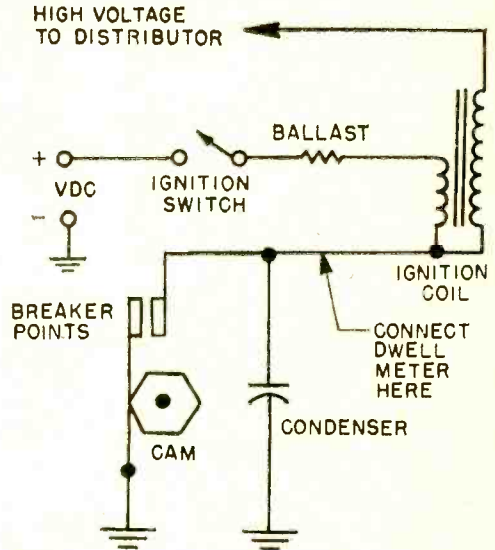 HIGH VOLTAGE
TO DISTRIBUTOR
BALLAST
+
VDC
-
IGNITION
SWITCH
IGNITION
COIL
BREAKER
POINTS
CONNECT
DWELL
METER
HERE
CONDENSER
CAM